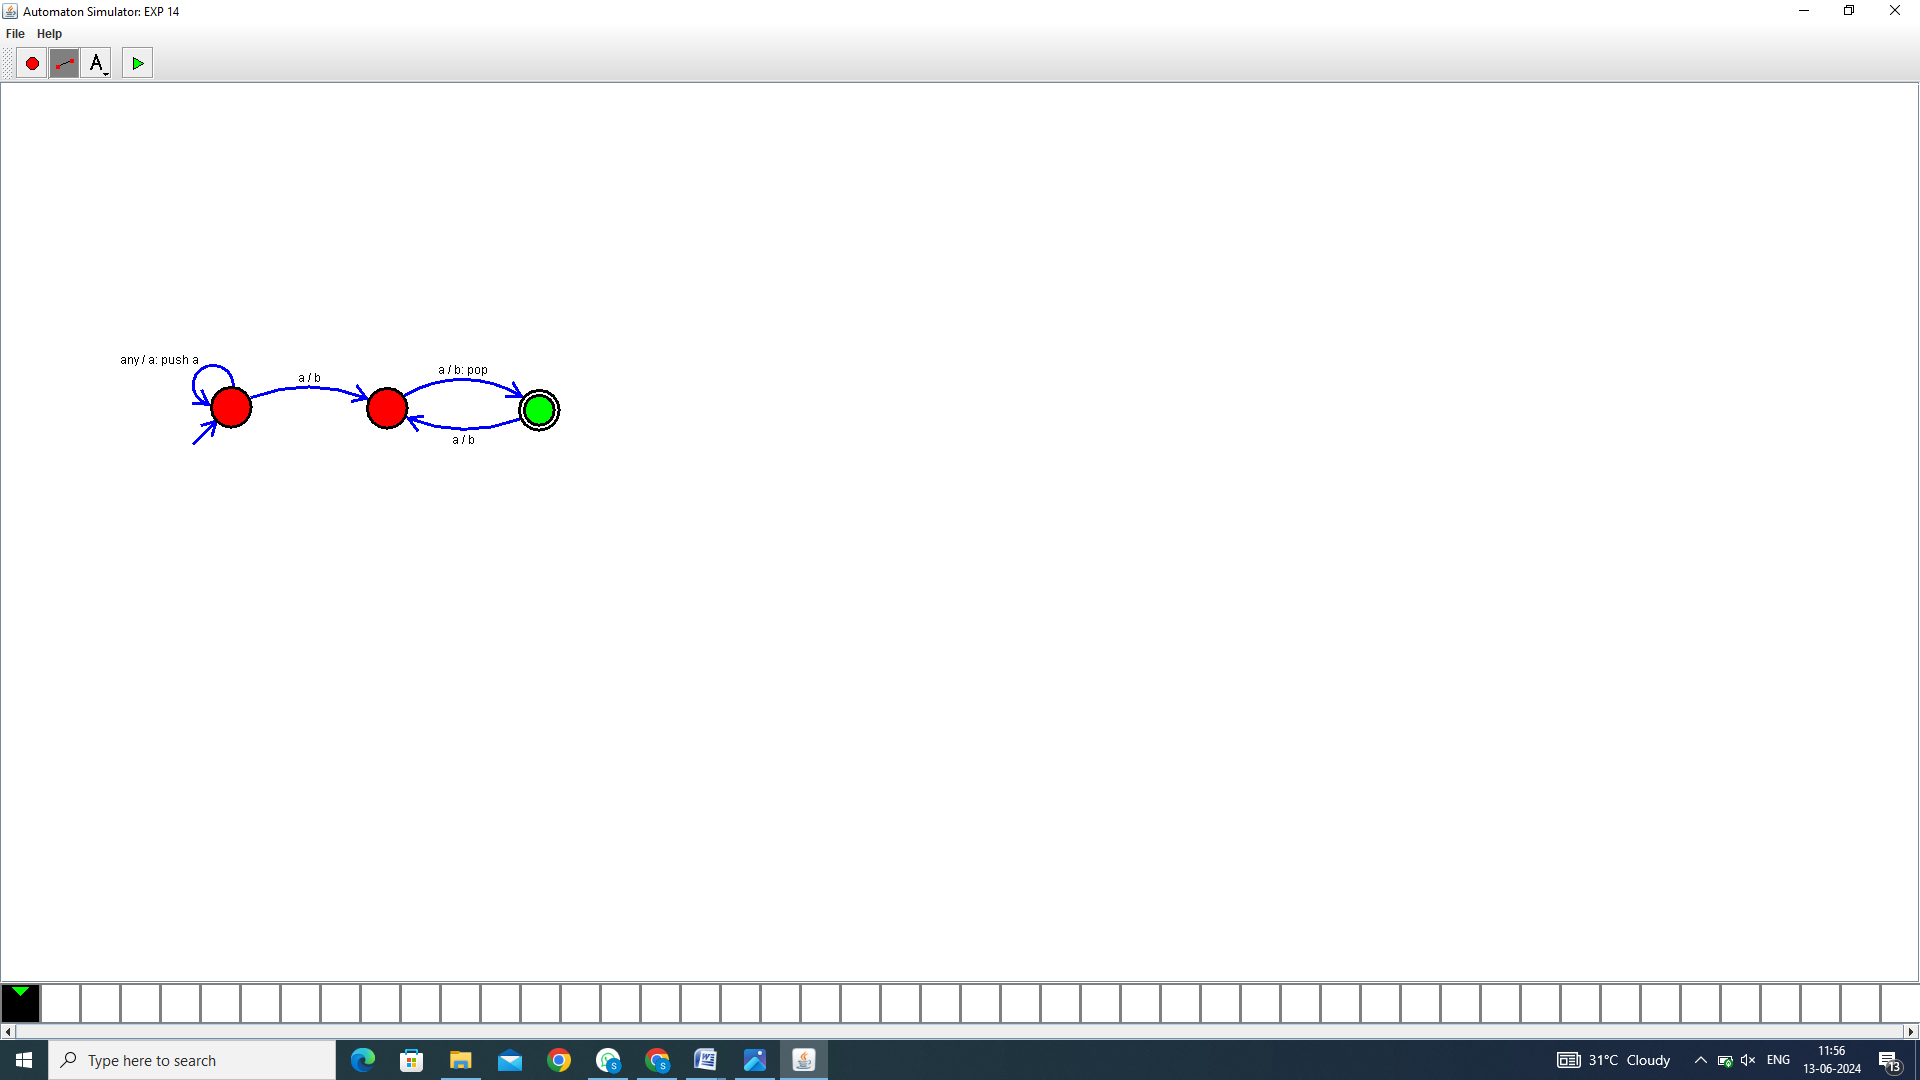 Automaton Simulator: EXP 14
File Help
A
any / a: push a
a / b
a / b: pop
a / b
Type here to search
31°C Cloudy
ENG
11:56
13-06-2024
13